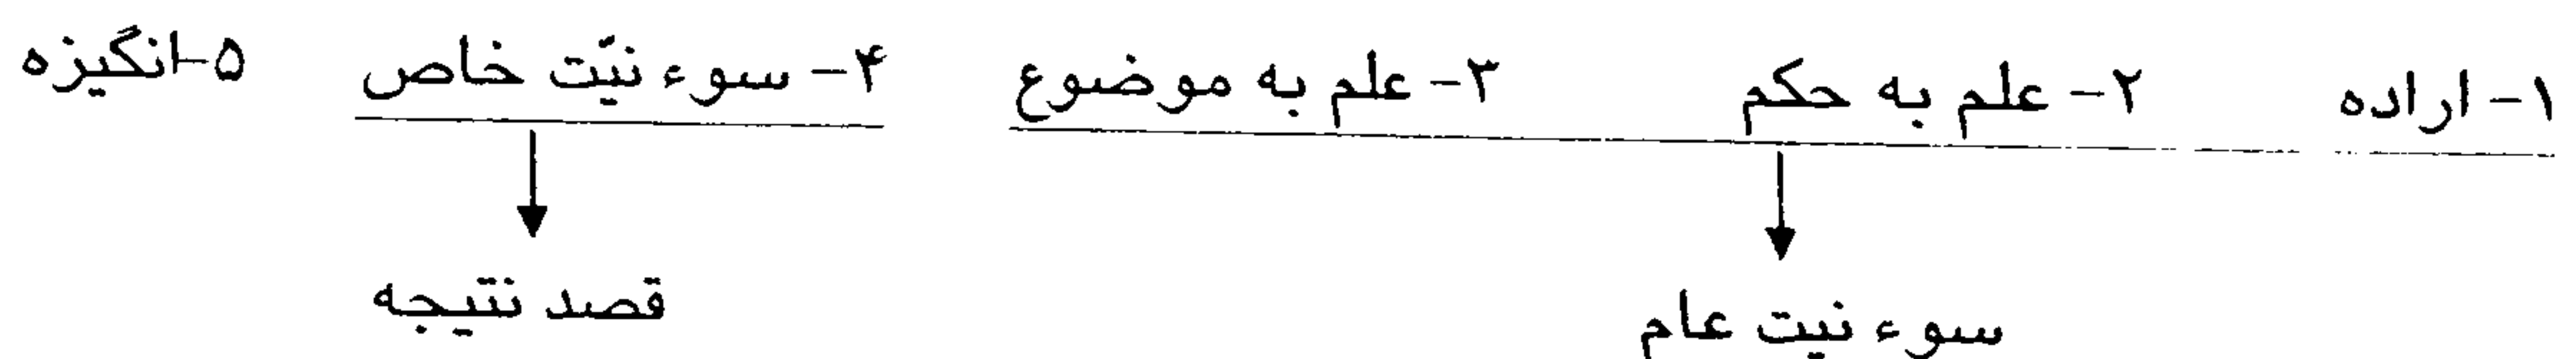 ۱- اراده ۲- علم به حکم ۳- علم به موضوع ۴- سوء نیّت خاص ۵-انگیزه
سوء نیت عام قصد نتیجه